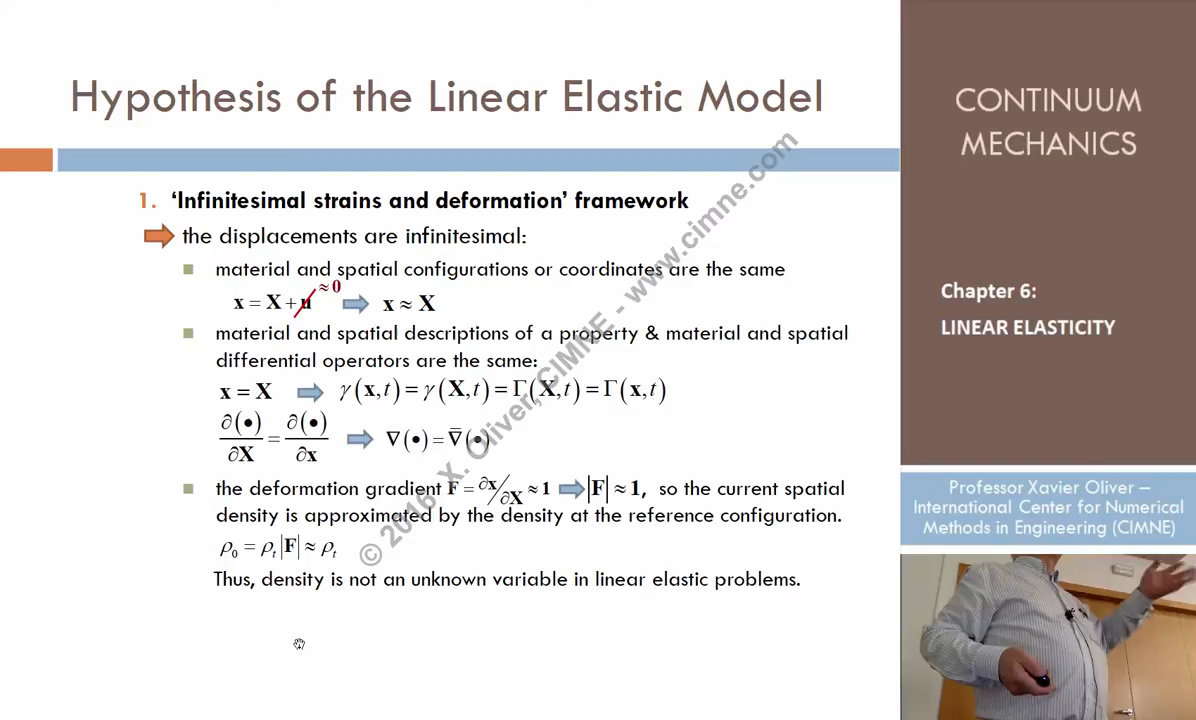 Hypothesis of the Linear Elastic Model
CONTINUUM
MECHANICS
1. ‘Infinitesimal strains and deformation’ framework
the displacements are infinitesimal:
material and spatial configurations or coordinates are the same
x = X + u ≈ 0 x ≈ X
material and spatial descriptions of a property & material and spatial
differential operators are the same:
x = X γ(x,t) = γ(X,t) = Γ(X,t) = Γ(x,t)
∂(•)/∂X = ∂(•)/∂x ∇(•) = ∇̄(•)
the deformation gradient F = ∂x/∂X ≈ 1 |F| ≈ 1, so the current spatial
density is approximated by the density at the reference configuration.
ρ₀ = ρₜ|F| ≈ ρₜ
Thus, density is not an unknown variable in linear elastic problems.
© 2016 X. Oliver, CIMNE - www.cimne.com
Chapter 6:
LINEAR ELASTICITY
Professor Xavier Oliver –
International Center for Numerical
Methods in Engineering (CIMNE)